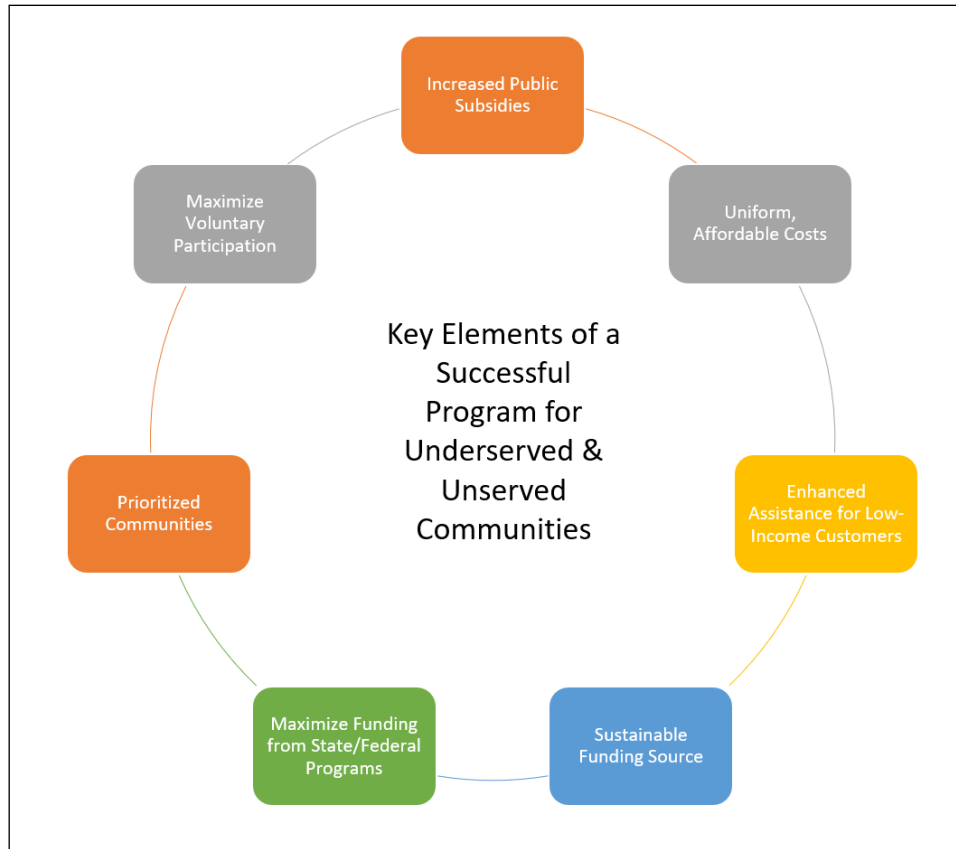 Increased Public
Subsidies
Uniform,
Affordable Costs
Enhanced
Assistance for Low-
Income Customers
Sustainable
Funding Source
Maximize Funding
from State/Federal
Programs
Prioritized
Communities
Maximize
Voluntary
Participation
Key Elements of a
Successful
Program for
Underserved &
Unserved
Communities